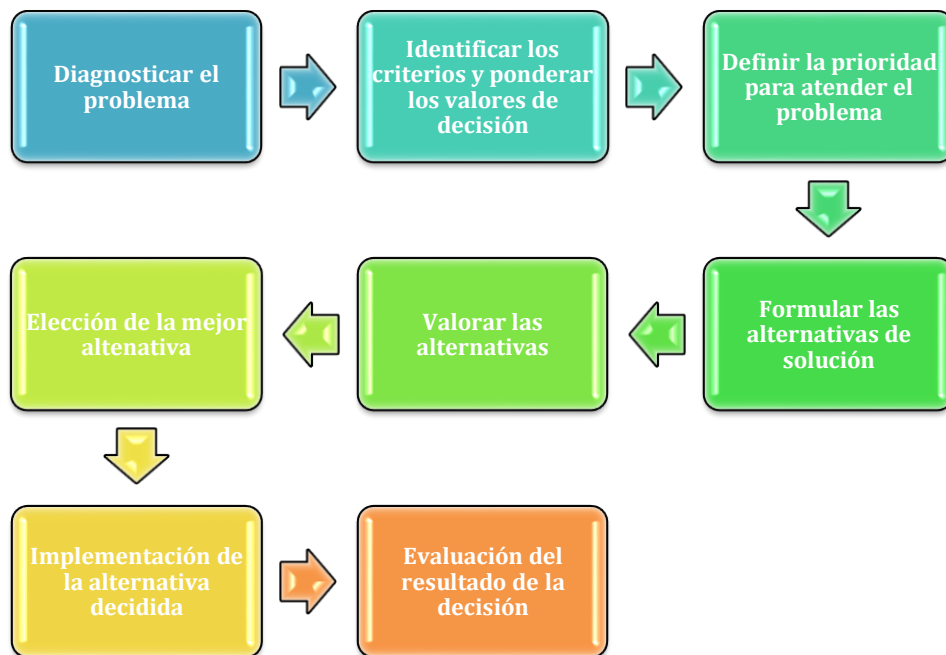 Diagnosticar el
problema
Identificar los
criterios y ponderar
los valores de
decisión
Definir la prioridad
para atender el
problema
Formular las
alternativas de
solución
Valorar las
alternativas
Elección de la mejor
altenativa
Implementación de
la alternativa
decidida
Evaluación del
resultado de la
decisión